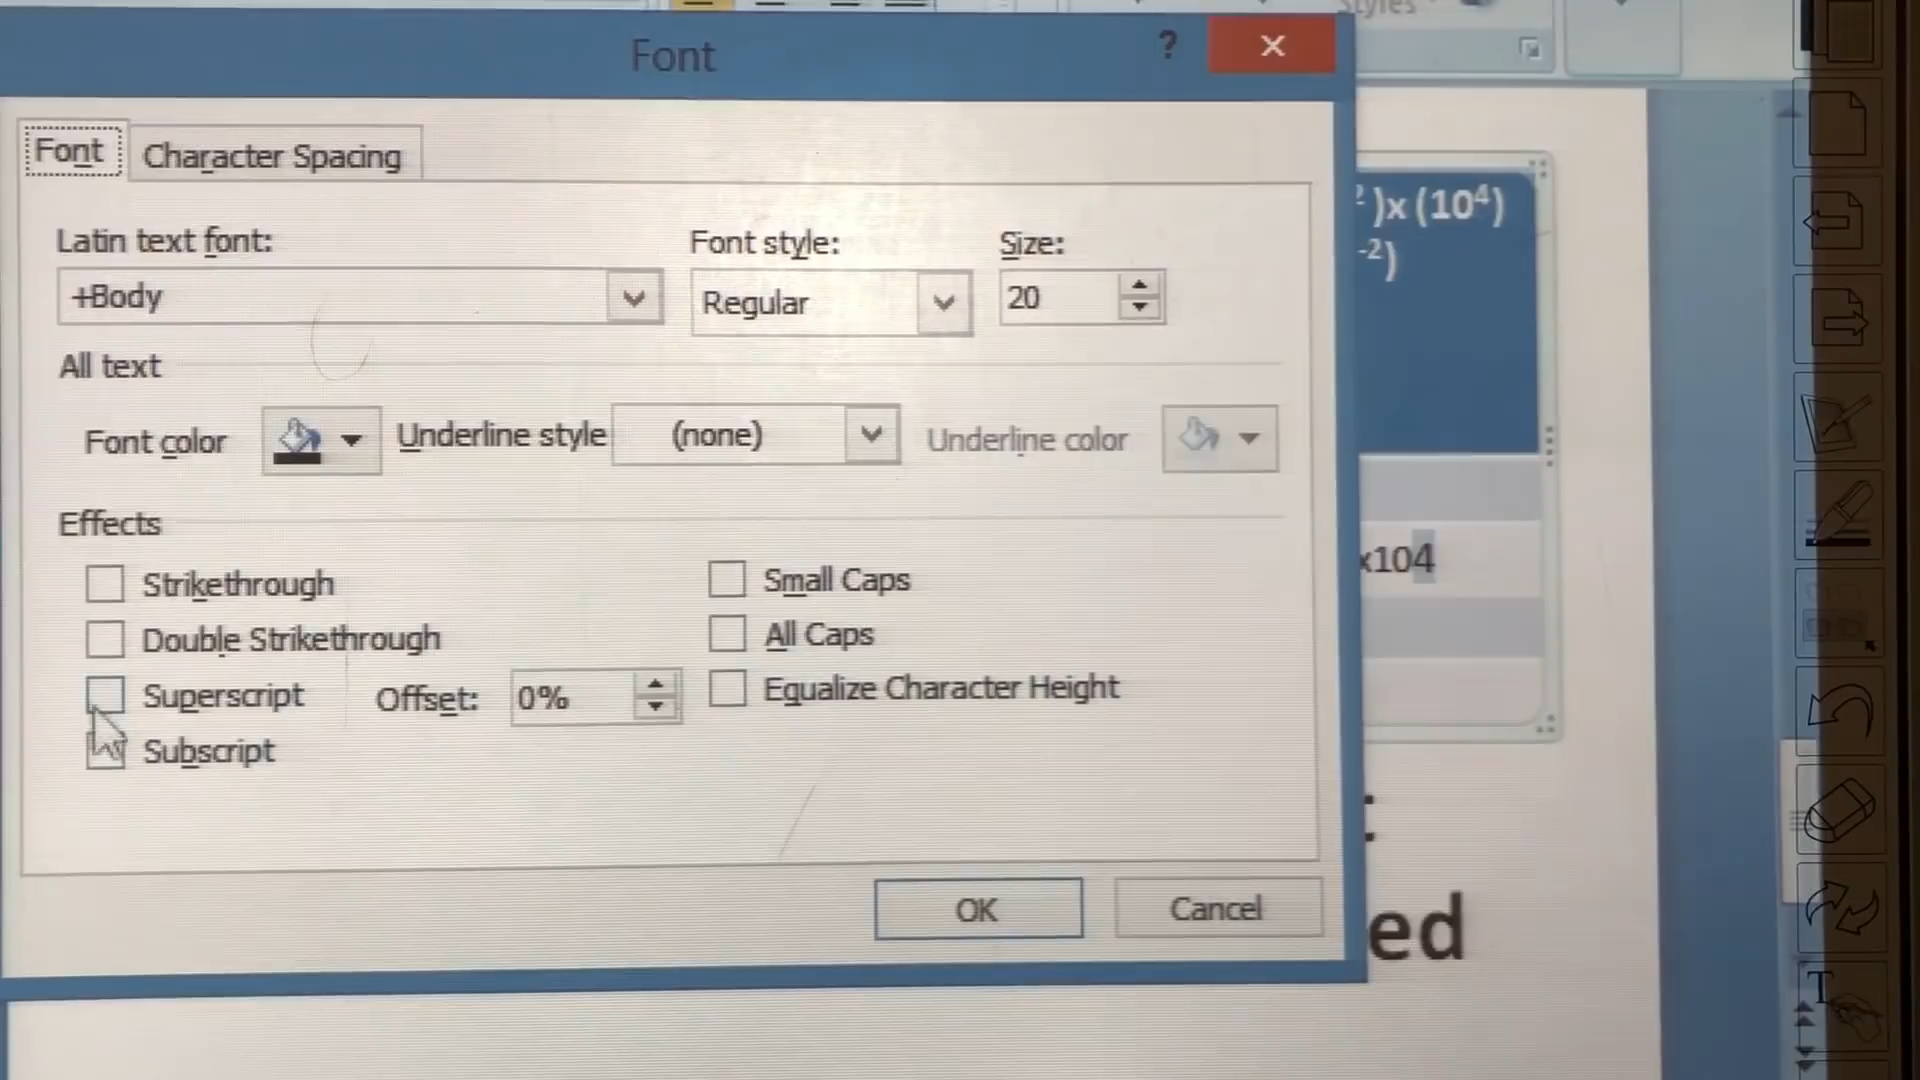 Styles
Font
? X
Font Character Spacing
Latin text font: Font style: Size:
+Body Regular 20
All text
Font color Underline style (none) Underline color
Effects
Strikethrough Small Caps
Double Strikethrough All Caps
Superscript Offset: 0% Equalize Character Height
Subscript
OK Cancel
²)x (10⁴)
⁻²)
x104
:
ed
T